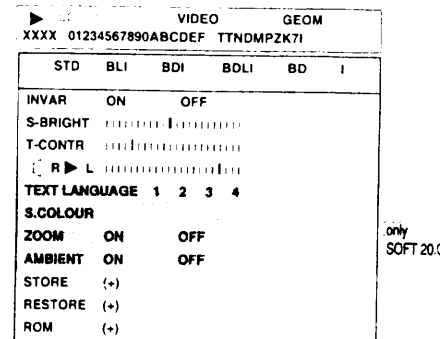 ▶ VIDEO GEOM
XXXX 01234567890ABCDEF TTNDMPZK7I
STD BLI BDI BDLI BD I
INVAR ON OFF
S-BRIGHT
T-CONTR
R ▶ L
TEXT LANGUAGE 1 2 3 4
S.COLOUR
ZOOM ON OFF
AMBIENT ON OFF
only
SOFT 20.0
STORE (+)
RESTORE (+)
ROM (+)